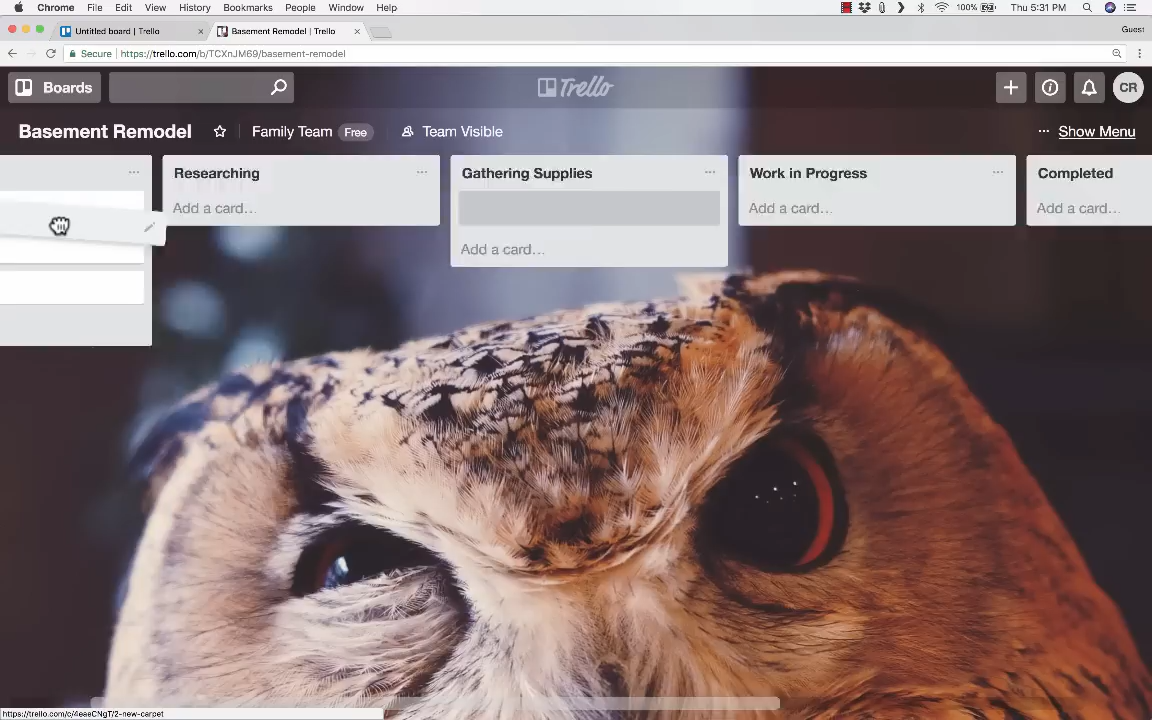 Chrome File Edit View History Bookmarks People Window Help 100% Thu 5:31 PM
Untitled board | Trello Basement Remodel | Trello Guest
Secure https://trello.com/b/TCXnJM69/basement-remodel
Boards Trello CR
Basement Remodel Family Team Free Team Visible ... Show Menu
Researching ... Gathering Supplies ... Work in Progress ... Completed
Add a card... Add a card... Add a card...
Add a card...
https://trello.com/c/4eaeCNgT/2-new-carpet